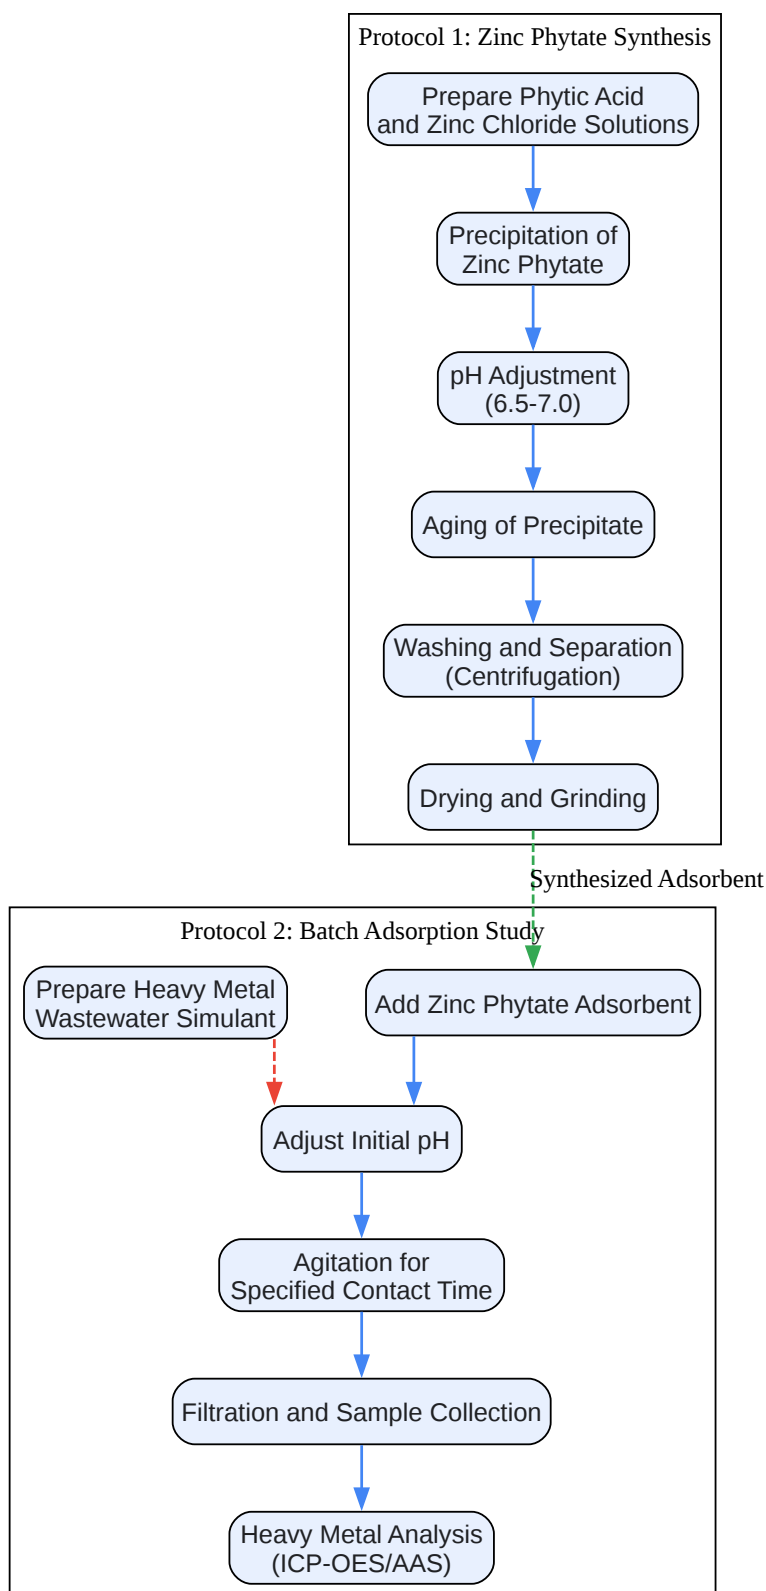 Protocol 1: Zinc Phytate Synthesis
Prepare Phytic Acid
and Zinc Chloride Solutions
Precipitation of
Zinc Phytate
pH Adjustment
(6.5-7.0)
Aging of Precipitate
Washing and Separation
(Centrifugation)
Drying and Grinding
Synthesized Adsorbent
Protocol 2: Batch Adsorption Study
Prepare Heavy Metal
Wastewater Simulant
Add Zinc Phytate Adsorbent
Adjust Initial pH
Agitation for
Specified Contact Time
Filtration and Sample Collection
Heavy Metal Analysis
(ICP-OES/AAS)